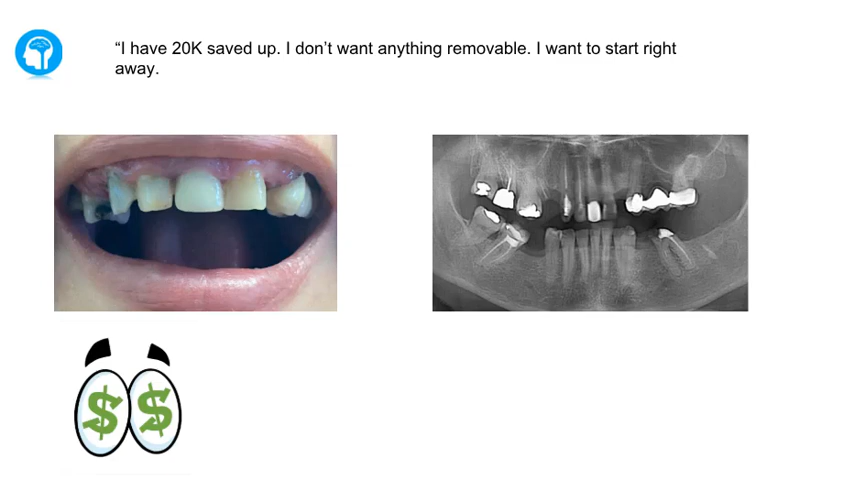 “I have 20K saved up. I don’t want anything removable. I want to start right
away.
$ $